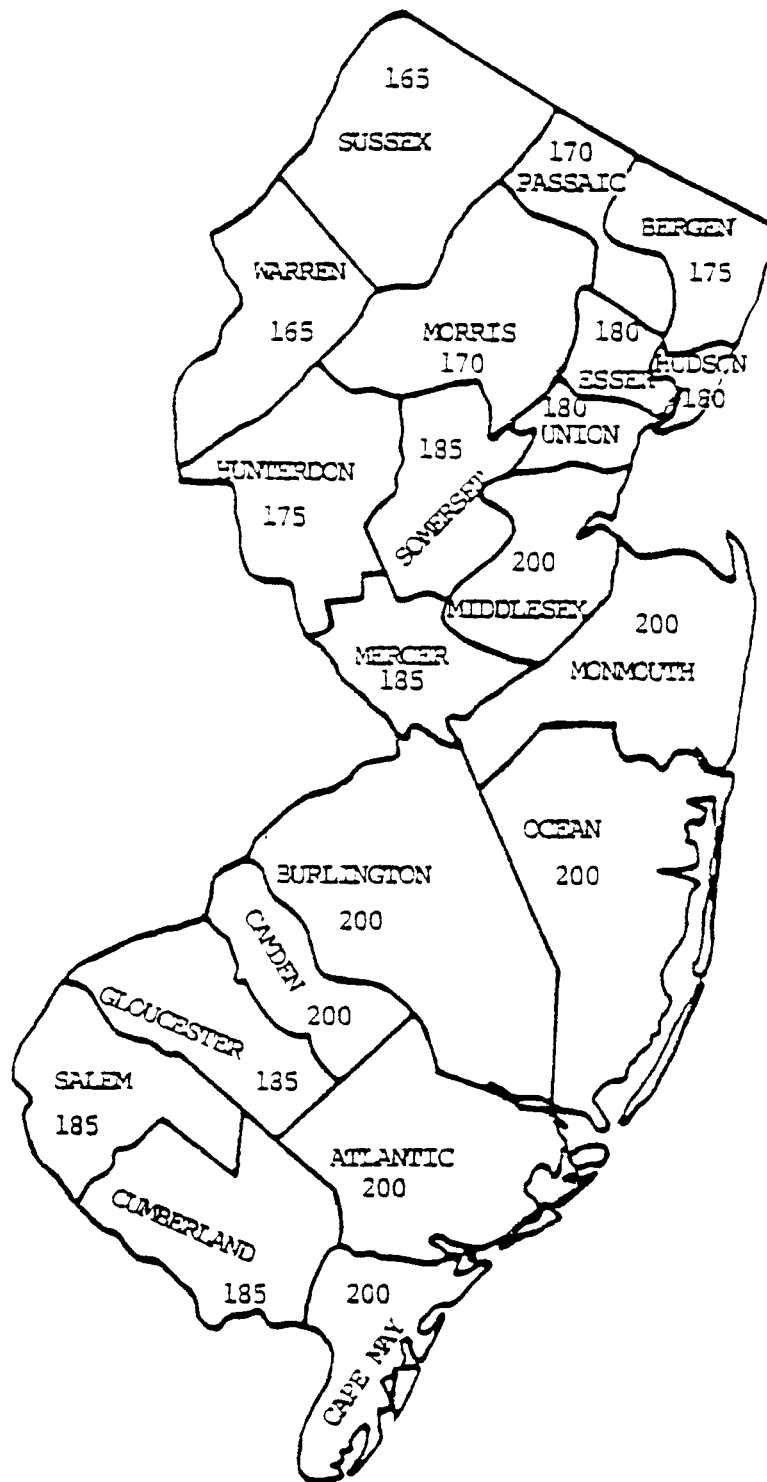 165
SUSSEX
170
PASSAIC
BERGEN
175
WARREN
165
MORRIS
170
180
ESSEX
HUDSON
180
180
UNION
185
SOMERSET
HUNTERDON
175
200
MIDDLESEX
200
MONMOUTH
MERCER
185
OCEAN
200
BURLINGTON
200
CAMDEN
200
GLOUCESTER
185
SALEM
185
ATLANTIC
200
CUMBERLAND
185
200
CAPE MAY